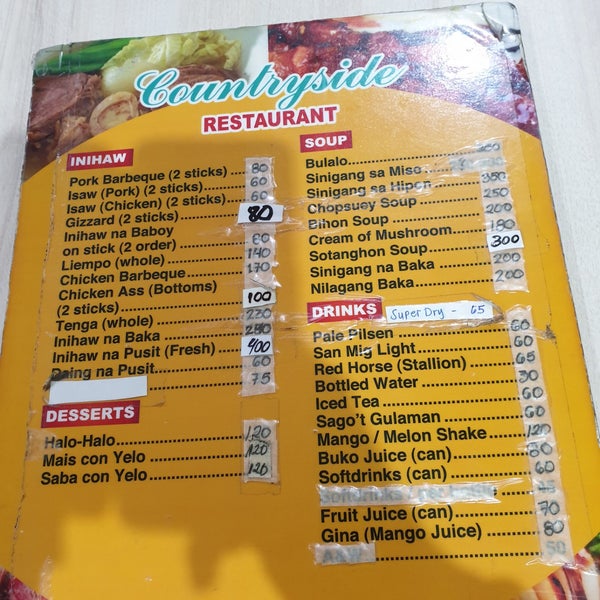 Countryside
RESTAURANT
INIHAW
Pork Barbeque (2 sticks) 80
Isaw (Pork) (2 sticks) 60
Isaw (Chicken) (2 sticks) 60
Gizzard (2 sticks) 80
Inihaw na Baboy
on stick (2 order) 80
Liempo (whole) 140
Chicken Barbeque 170
Chicken Ass (Bottoms)
(2 sticks) 100
Tenga (whole) 230
Inihaw na Baka
Inihaw na Pusit (Fresh) 400
Daing na Pusit 60
75
DESSERTS
Halo-Halo 120
Mais con Yelo 120
Saba con Yelo 120
SOUP
Bulalo
Sinigang sa Miso
Sinigang sa Hipon 350
Chopsuey Soup 250
Bihon Soup 200
Cream of Mushroom 180
Sotanghon Soup 300
Sinigang na Baka 200
Nilagang Baka 200
DRINKS Super Dry - 65
Pale Pilsen 60
San Mig Light 60
Red Horse (Stallion) 65
Bottled Water 30
Iced Tea 60
Sago't Gulaman 60
Mango / Melon Shake 120
Buko Juice (can) 80
Softdrinks (can) 60
Fruit Juice (can) 70
Gina (Mango Juice) 80
A&W 50